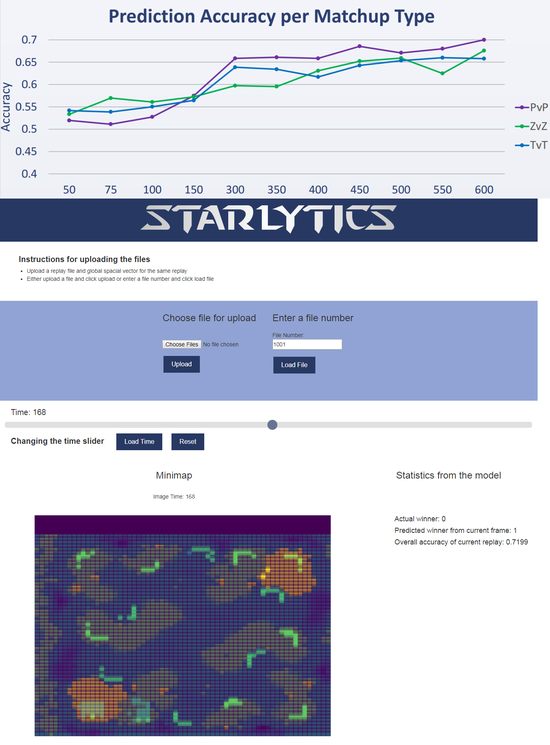 Prediction Accuracy per Matchup Type
0.7
0.65
0.6
0.55
0.5
0.45
0.4
Accuracy
50 75 100 150 300 350 400 450 500 550 600
PvP
ZvZ
TvT
STARLYTICS
Instructions for uploading the files
• Upload a replay file and global spacial vector for the same replay
• Either upload a file and click upload or enter a file number and click load file
Choose file for upload Enter a file number
File Number:
Choose Files No file chosen 1001
Upload Load File
Time: 168
Changing the time slider Load Time Reset
Minimap Statistics from the model
Image Time: 168
Actual winner: 0
Predicted winner from current frame: 1
Overall accuracy of current replay: 0.7199